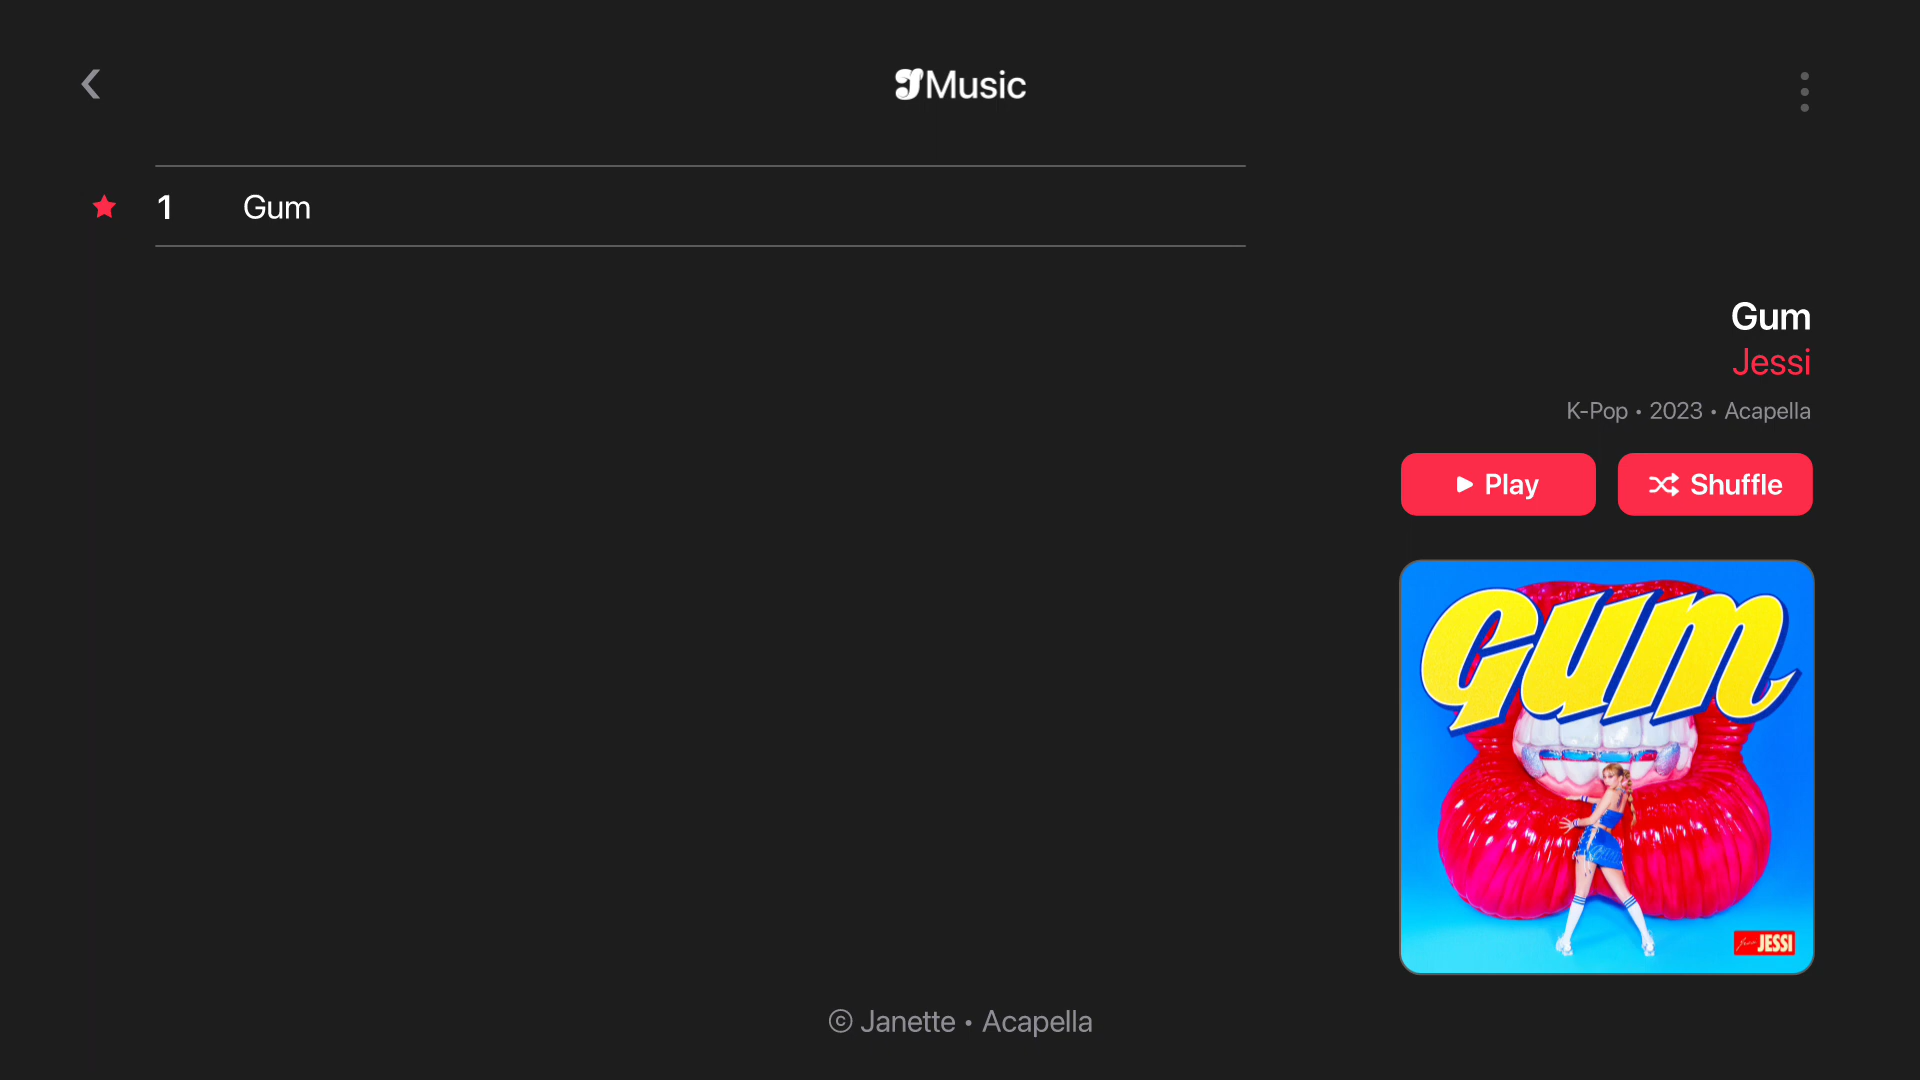 Music
1 Gum
Gum
Jessi
K-Pop • 2023 • Acapella
Play
Shuffle
Gum
JESSI
© Janette • Acapella